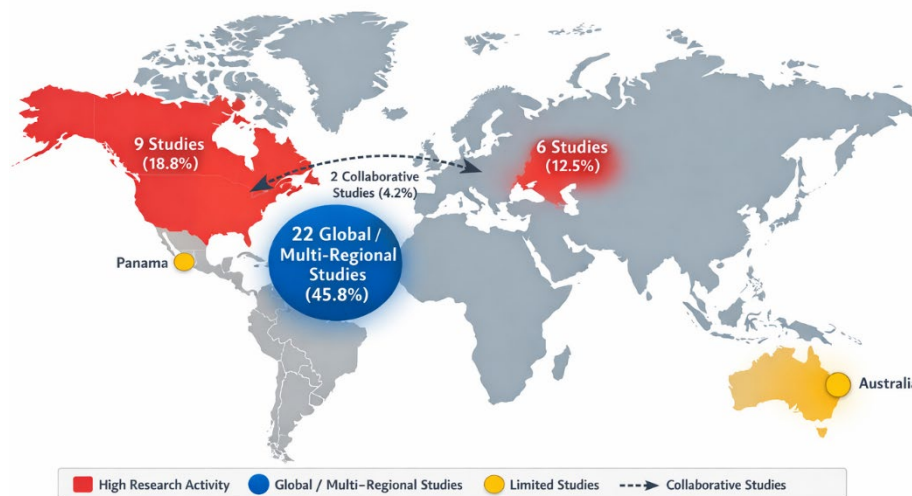 9 Studies
(18.8%)
6 Studies
(12.5%)
2 Collaborative
Studies (4.2%)
22 Global /
Multi-Regional
Studies
(45.8%)
Panama
Australia
High Research Activity
Global / Multi-Regional Studies
Limited Studies
Collaborative Studies